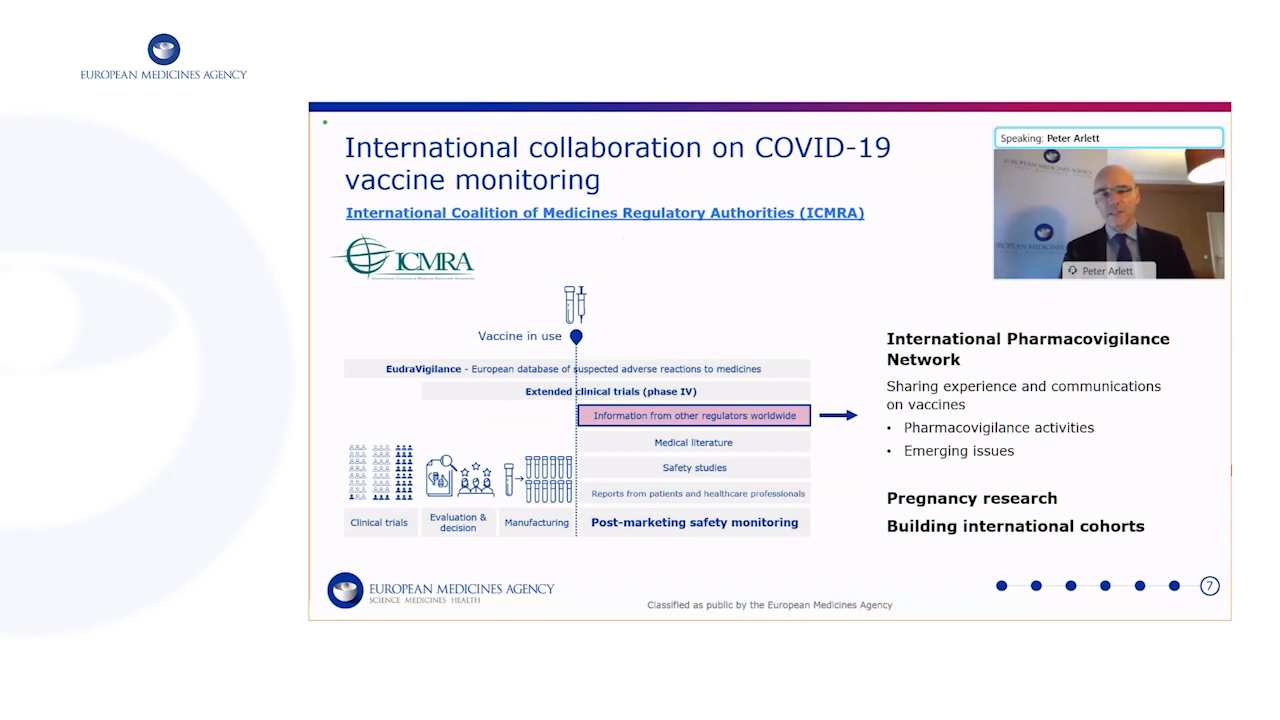 EUROPEAN MEDICINES AGENCY
International collaboration on COVID-19
vaccine monitoring
International Coalition of Medicines Regulatory Authorities (ICMRA)
Speaking: Peter Arlett
EUROPEAN MEDICINES AGENCY
EUROPEAN MEDICINES
Peter Arlett
ICMRA
Vaccine in use
EudraVigilance - European database of suspected adverse reactions to medicines
Extended clinical trials (phase IV)
Information from other regulators worldwide
Medical literature
Safety studies
Reports from patients and healthcare professionals
Clinical trials
Evaluation &
decision
Manufacturing
Post-marketing safety monitoring
International Pharmacovigilance
Network
Sharing experience and communications
on vaccines
• Pharmacovigilance activities
• Emerging issues
Pregnancy research
Building international cohorts
EUROPEAN MEDICINES AGENCY
SCIENCE MEDICINES HEALTH
Classified as public by the European Medicines Agency
7